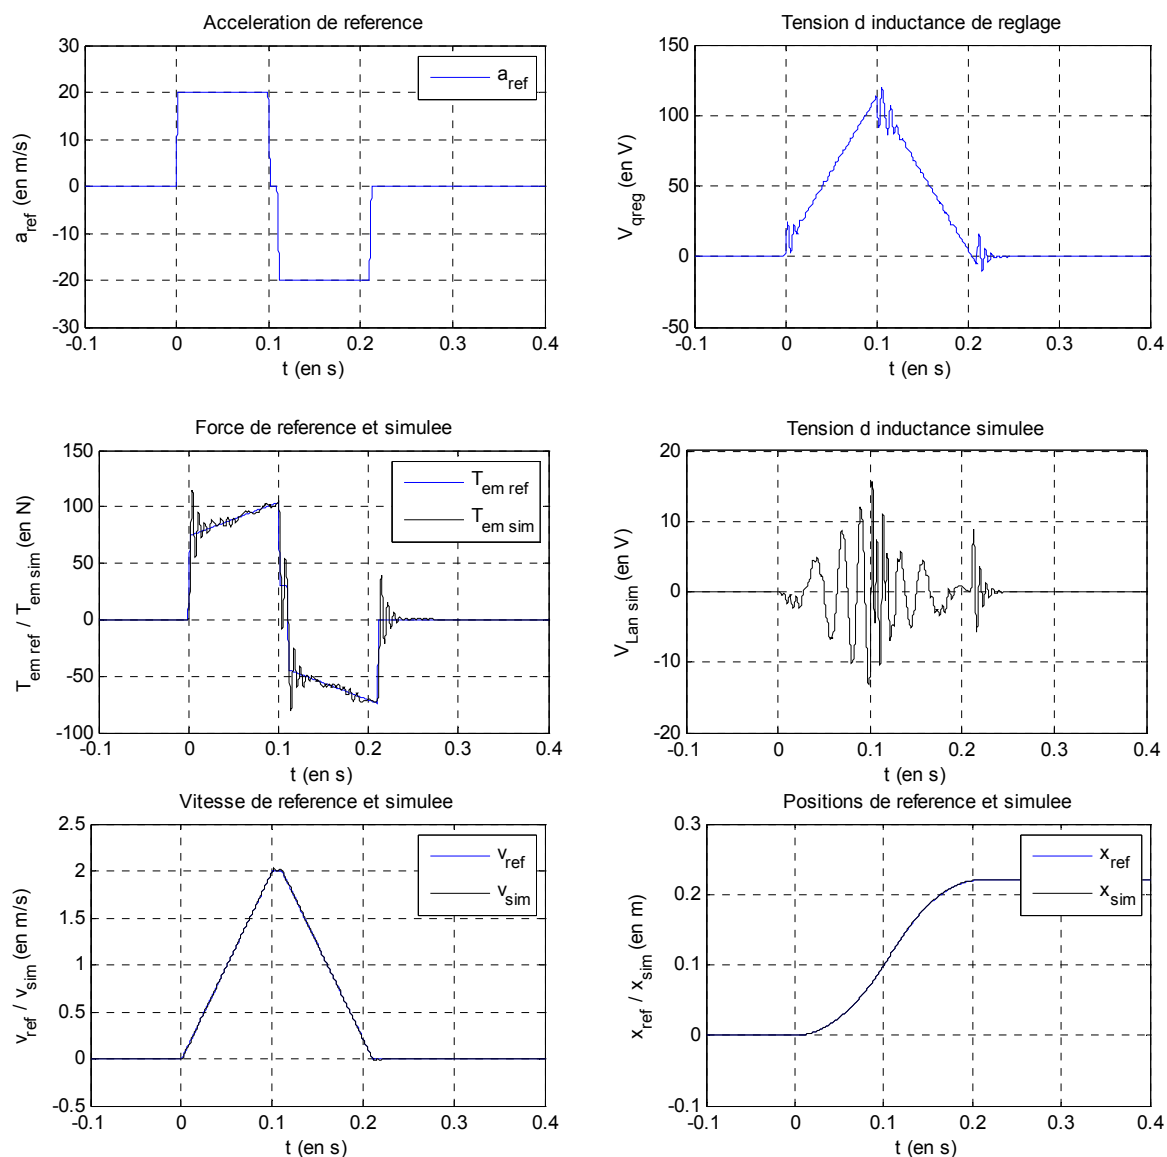 Acceleration de reference
30
20
10
0
-10
-20
-30
a_ref (en m/s)
a_ref
-0.1 0 0.1 0.2 0.3 0.4
t (en s)
Tension d inductance de reglage
150
100
50
0
-50
V_qreg (en V)
-0.1 0 0.1 0.2 0.3 0.4
t (en s)
Force de reference et simulee
150
100
50
0
-50
-100
T_em ref / T_em sim (en N)
T_em ref
T_em sim
-0.1 0 0.1 0.2 0.3 0.4
t (en s)
Tension d inductance simulee
20
10
0
-10
-20
V_Lan sim (en V)
-0.1 0 0.1 0.2 0.3 0.4
t (en s)
Vitesse de reference et simulee
2.5
2
1.5
1
0.5
0
-0.5
v_ref / v_sim (en m/s)
v_ref
v_sim
-0.1 0 0.1 0.2 0.3 0.4
t (en s)
Positions de reference et simulee
0.3
0.2
0.1
0
-0.1
x_ref / x_sim (en m)
x_ref
x_sim
-0.1 0 0.1 0.2 0.3 0.4
t (en s)